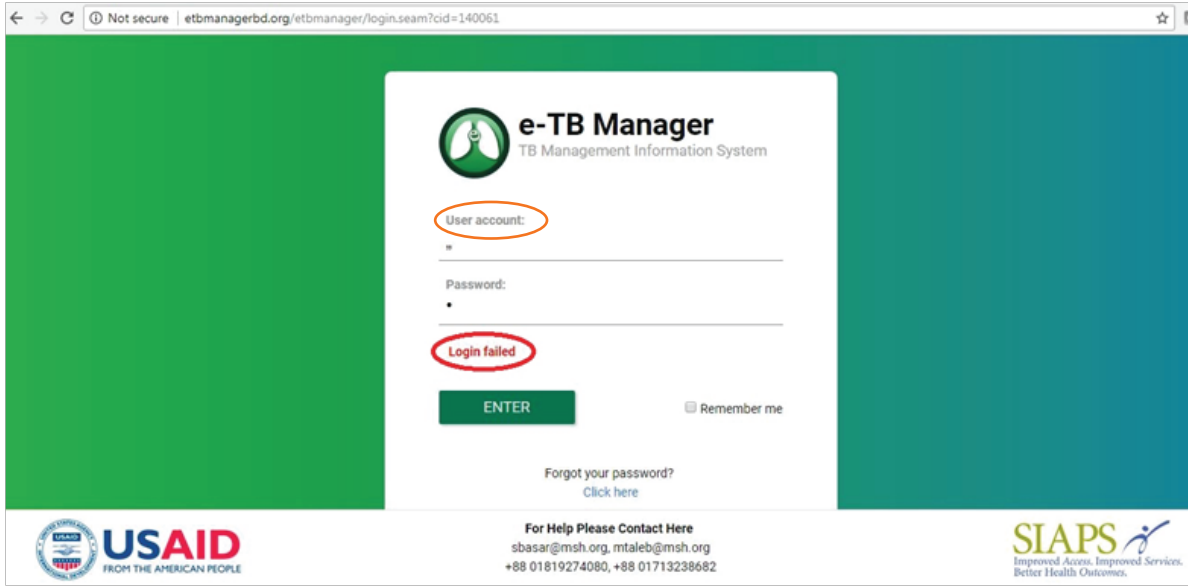 Not secure | etbmanagerbd.org/etbmanager/login.seam?cid=140061
e-TB Manager
TB Management Information System
User account:
"
Password:
•
Login failed
ENTER
Remember me
Forgot your password?
Click here
USAID
USAID
FROM THE AMERICAN PEOPLE
For Help Please Contact Here
sbasar@msh.org, mtaleb@msh.org
+88 01819274080, +88 01713238682
SIAPS
Improved Access. Improved Services.
Better Health Outcomes.